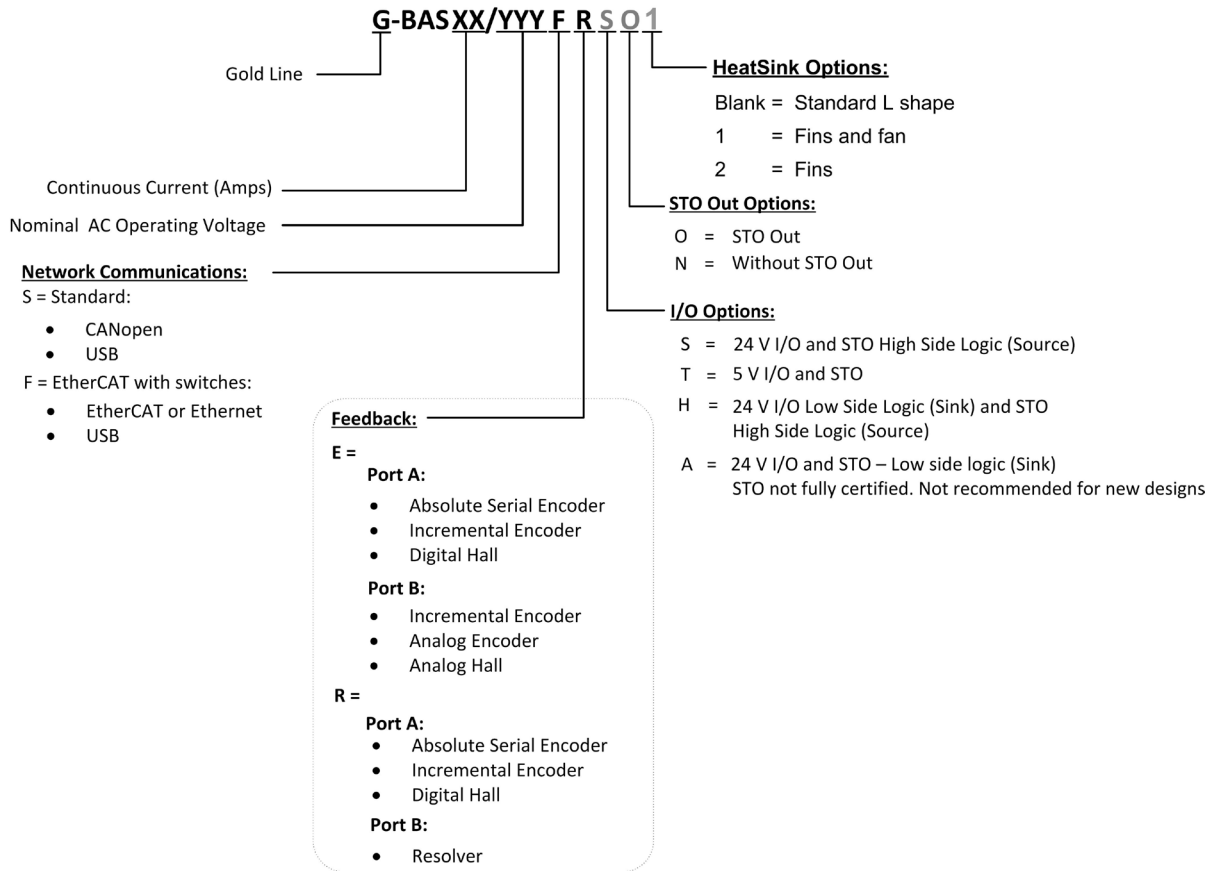 G-BASXX/YYY F R S O 1
Gold Line
Continuous Current (Amps)
Nominal AC Operating Voltage
Network Communications:
S = Standard:
• CANopen
• USB
F = EtherCAT with switches:
• EtherCAT or Ethernet
• USB
Feedback:
E =
Port A:
• Absolute Serial Encoder
• Incremental Encoder
• Digital Hall
Port B:
• Incremental Encoder
• Analog Encoder
• Analog Hall
R =
Port A:
• Absolute Serial Encoder
• Incremental Encoder
• Digital Hall
Port B:
• Resolver
HeatSink Options:
Blank = Standard L shape
1 = Fins and fan
2 = Fins
STO Out Options:
O = STO Out
N = Without STO Out
I/O Options:
S = 24 V I/O and STO High Side Logic (Source)
T = 5 V I/O and STO
H = 24 V I/O Low Side Logic (Sink) and STO
High Side Logic (Source)
A = 24 V I/O and STO – Low side logic (Sink)
STO not fully certified. Not recommended for new designs